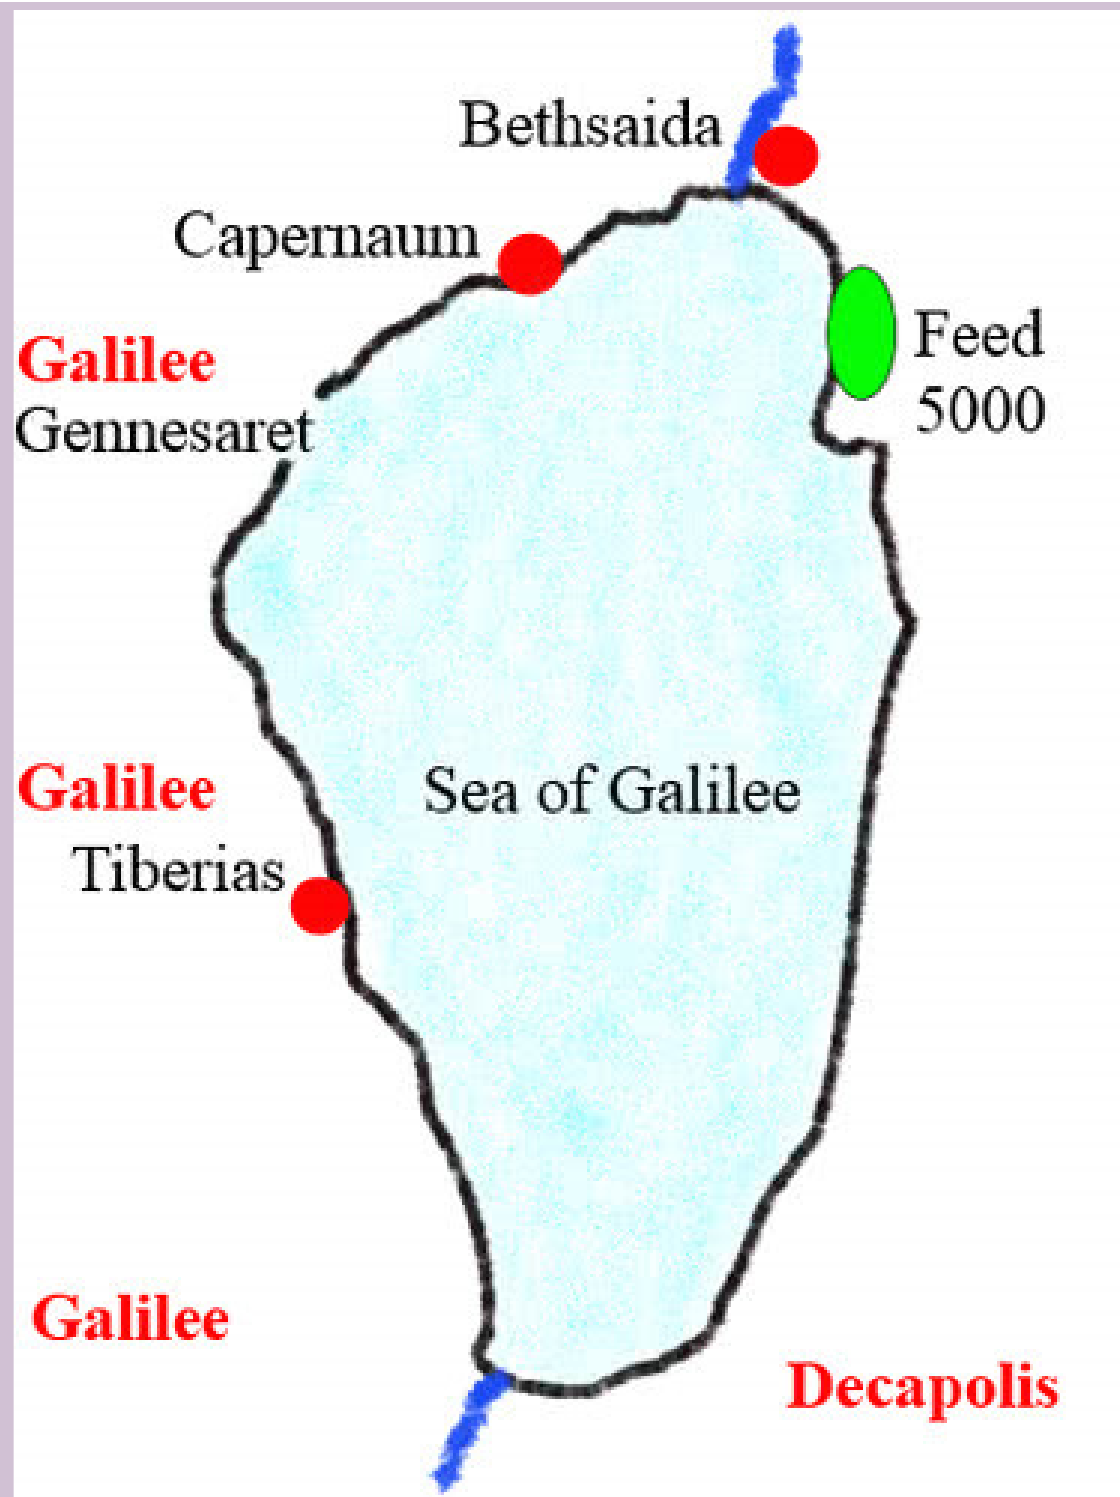 Bethsaida
Capernaum
Galilee
Gennesaret
Feed
5000
Galilee
Sea of Galilee
Tiberias
Galilee
Decapolis